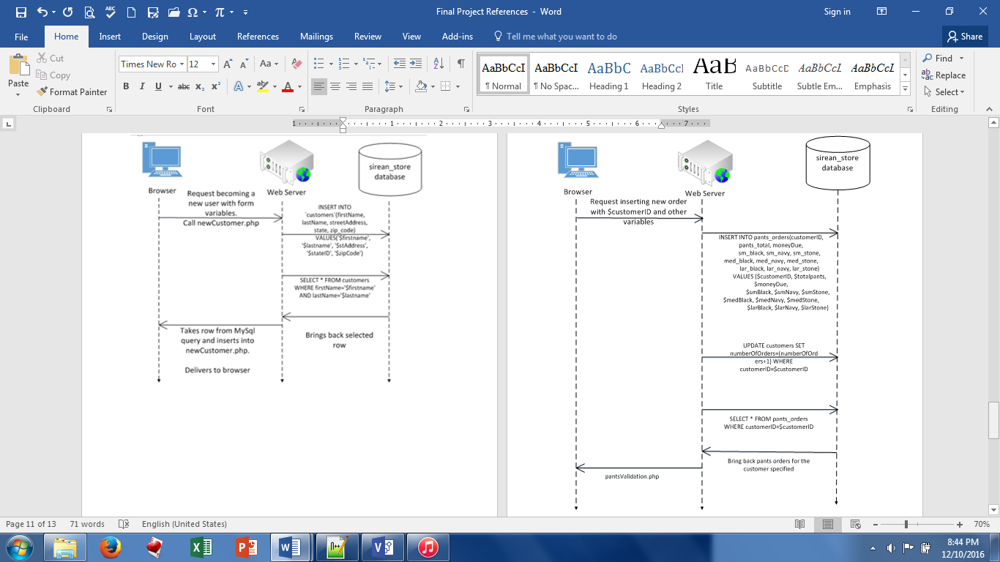 Final Project References - Word
Sign in
File
Home
Insert
Design
Layout
References
Mailings
Review
View
Add-ins
Tell me what you want to do
Share
Paste
Cut
Copy
Format Painter
Clipboard
Times New Ro
12
Font
Paragraph
AaBbCcI
AaBbCcI
AaBbC
AaBbCcI
AaB
AaBbCcD
AaBbCcI
AaBbCcI
¶ Normal
¶ No Spac...
Heading 1
Heading 2
Title
Subtitle
Subtle Em...
Emphasis
Styles
Find
Replace
Select
Editing
1 1 2 3 4 5 6 7
Browser
Web Server
sirean_store
database
Request becoming a
new user with form
variables.
Call newCustomer.php
INSERT INTO
`customers`(firstName,
lastName, streetAddress,
state, zip_code)
VALUES('$firstname',
'$lastname', '$stAddress',
'$stateID', '$zipCode')
SELECT * FROM customers
WHERE firstName='$firstname'
AND lastName='$lastname'
Takes row from MySql
query and inserts into
newCustomer.php.
Delivers to browser
Brings back selected
row
Browser
Web Server
sirean_store
database
Request inserting new order
with $customerID and other
variables
INSERT INTO pants_orders(customerID,
pants_total, moneyDue,
sm_black, sm_navy, sm_stone,
med_black, med_navy, med_stone,
lar_black, lar_navy, lar_stone)
VALUES ($customerID, $totalpants,
$moneyDue,
$smBlack, $smNavy, $smStone,
$medBlack, $medNavy, $medStone,
$larBlack, $larNavy, $larStone)
UPDATE customers SET
numberOfOrders=(numberOfOrd
ers+1) WHERE
customerID=$customerID
SELECT * FROM pants_orders
WHERE customerID=$customerID
Bring back pants orders for the
customer specified
pantsValidation.php
Page 11 of 13
71 words
English (United States)
70%
8:44 PM
12/10/2016